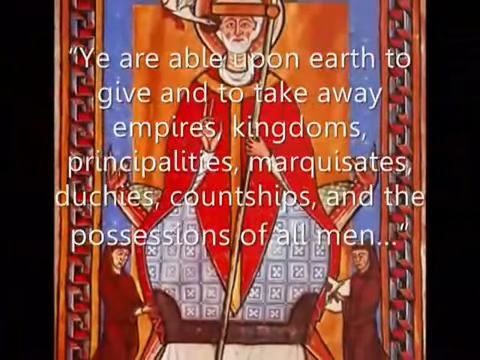 “Ye are able upon earth to
give and to take away
empires, kingdoms,
principalities, marquisates,
duchies, countships, and the
possessions of all men...”